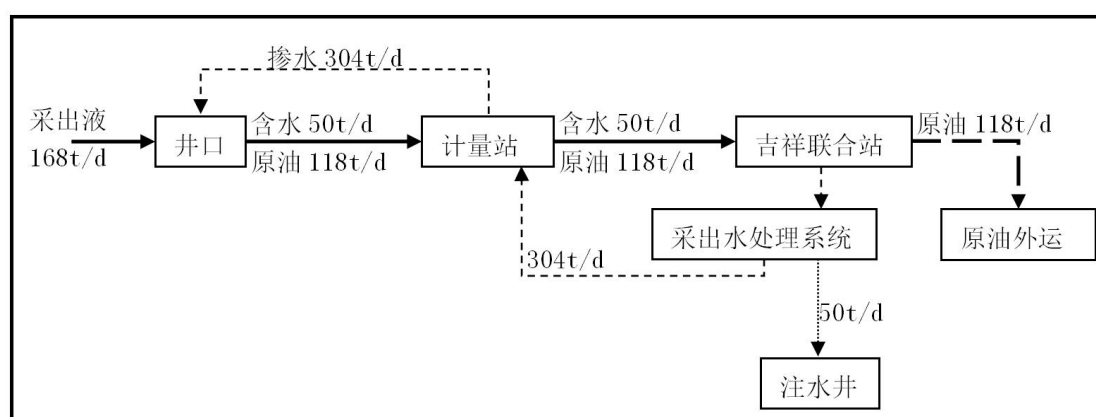 掺水 304t/d
采出液
168t/d
井口
含水 50t/d
原油 118t/d
计量站
含水 50t/d
原油 118t/d
吉祥联合站
原油 118t/d
采出水处理系统
原油外运
304t/d
50t/d
注水井